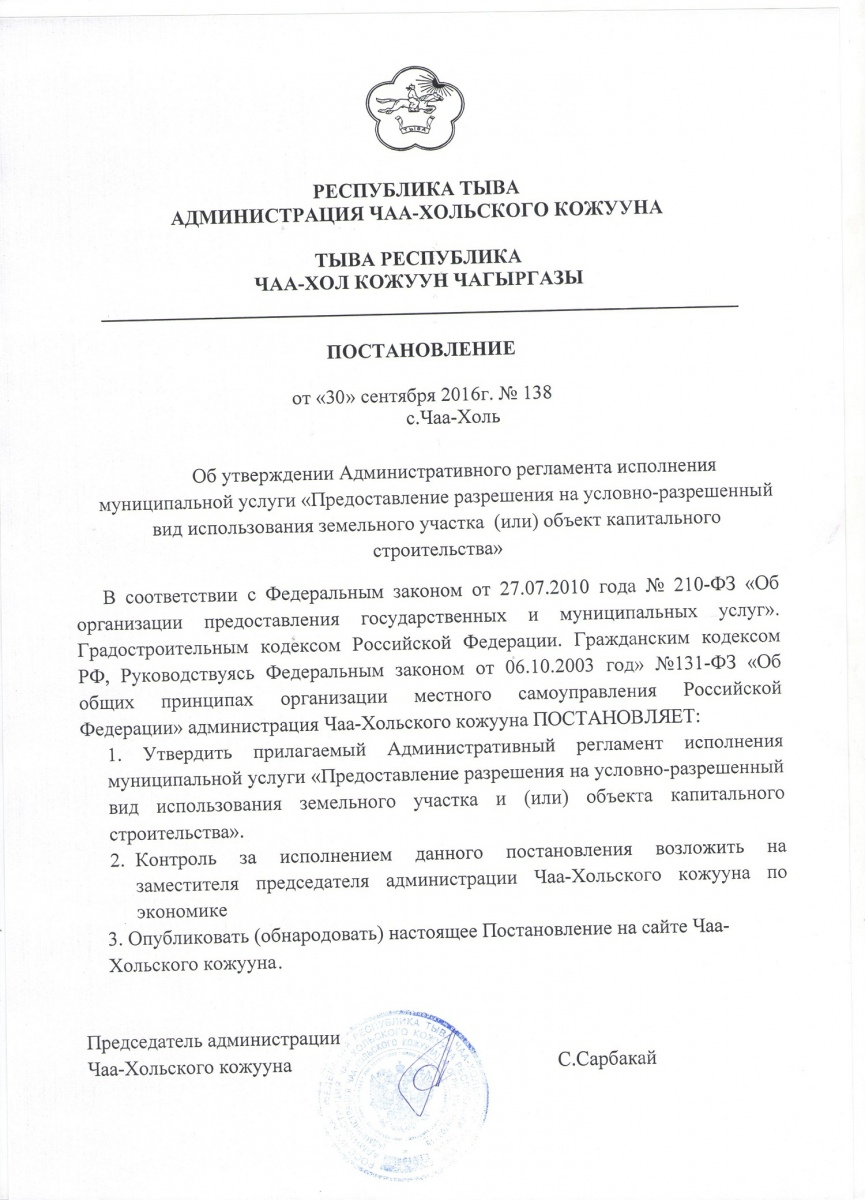 ТЫВА
РЕСПУБЛИКА ТЫВА
АДМИНИСТРАЦИЯ ЧАА-ХОЛЬСКОГО КОЖУУНА
ТЫВА РЕСПУБЛИКА
ЧАА-ХОЛ КОЖУУН ЧАГЫРГАЗЫ
ПОСТАНОВЛЕНИЕ
от «30» сентября 2016г. № 138
с.Чаа-Холь
Об утверждении Административного регламента исполнения
муниципальной услуги «Предоставление разрешения на условно-разрешенный
вид использования земельного участка (или) объект капитального
строительства»
В соответствии с Федеральным законом от 27.07.2010 года № 210-ФЗ «Об
организации предоставления государственных и муниципальных услуг».
Градостроительным кодексом Российской Федерации. Гражданским кодексом
РФ, Руководствуясь Федеральным законом от 06.10.2003 год» №131-ФЗ «Об
общих принципах организации местного самоуправления Российской
Федерации» администрация Чаа-Хольского кожууна ПОСТАНОВЛЯЕТ:
1. Утвердить прилагаемый Административный регламент исполнения
муниципальной услуги «Предоставление разрешения на условно-разрешенный
вид использования земельного участка и (или) объекта капитального
строительства».
2. Контроль за исполнением данного постановления возложить на
заместителя председателя администрации Чаа-Хольского кожууна по
экономике
3. Опубликовать (обнародовать) настоящее Постановление на сайте Чаа-
Хольского кожууна.
Председатель администрации
Чаа-Хольского кожууна
С.Сарбакай
РЕСПУБЛИКА ТЫВА